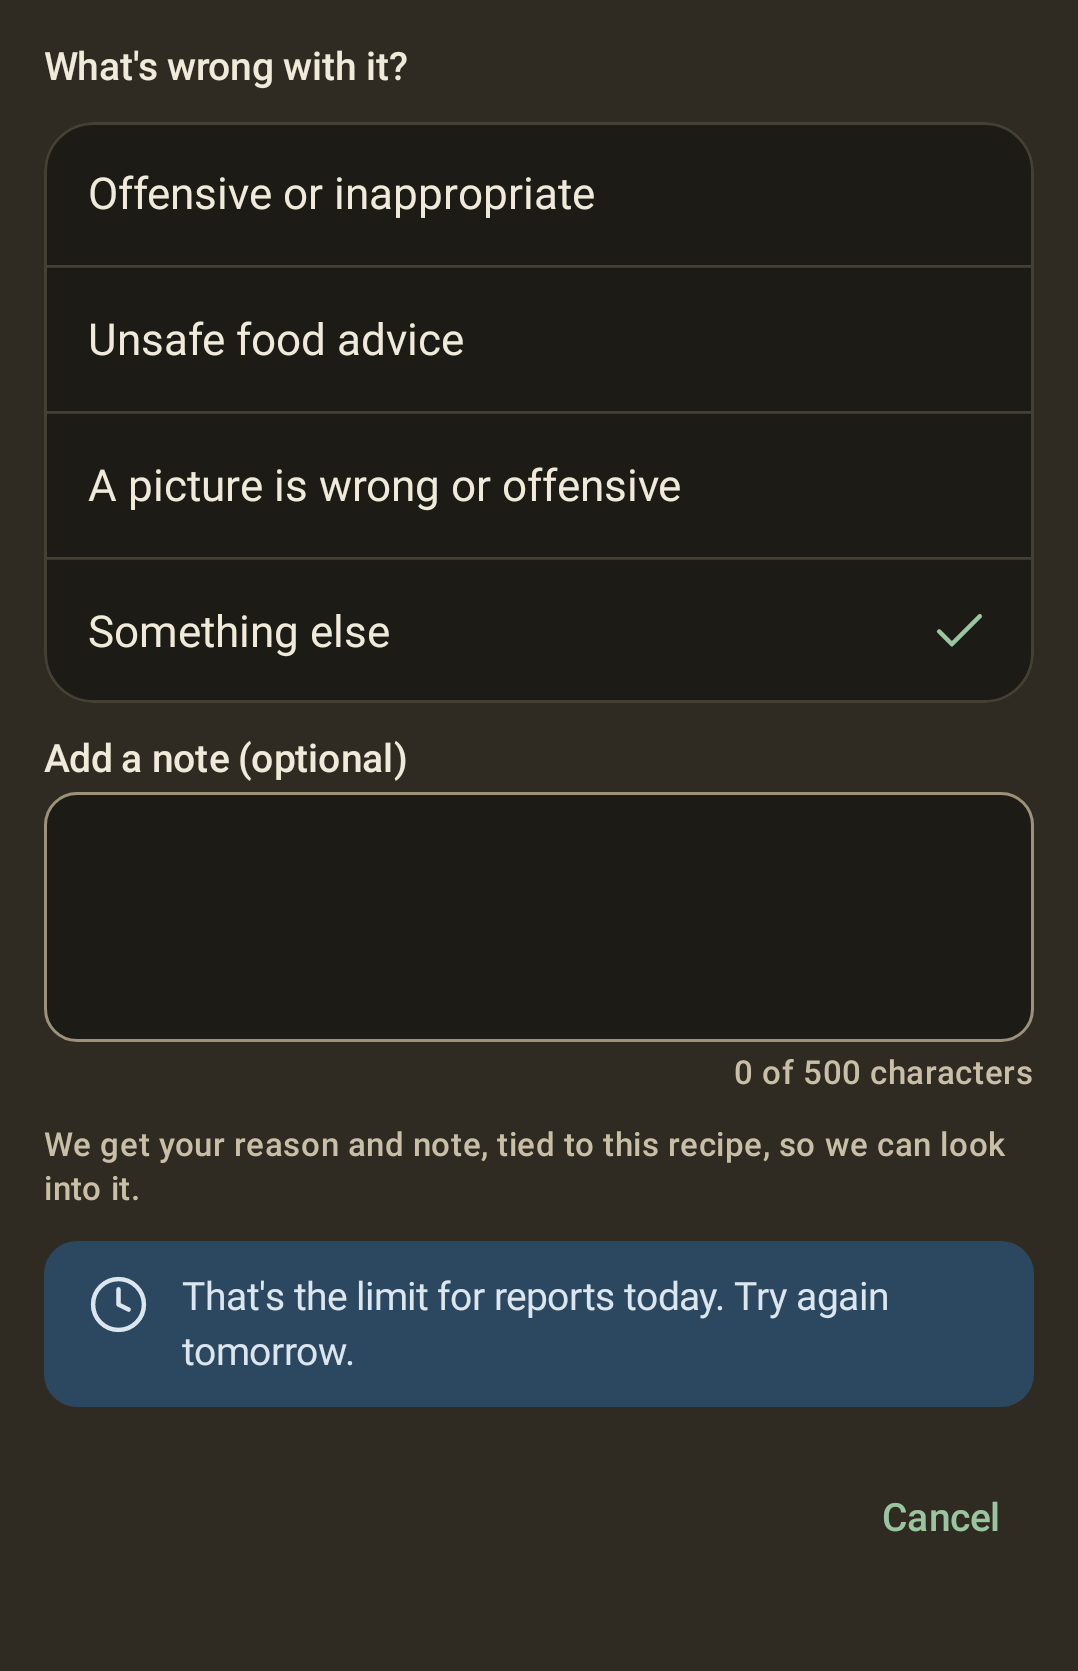 What's wrong with it?
Offensive or inappropriate
Unsafe food advice
A picture is wrong or offensive
Something else
Add a note (optional)
0 of 500 characters
We get your reason and note, tied to this recipe, so we can look
into it.
That's the limit for reports today. Try again
tomorrow.
Cancel